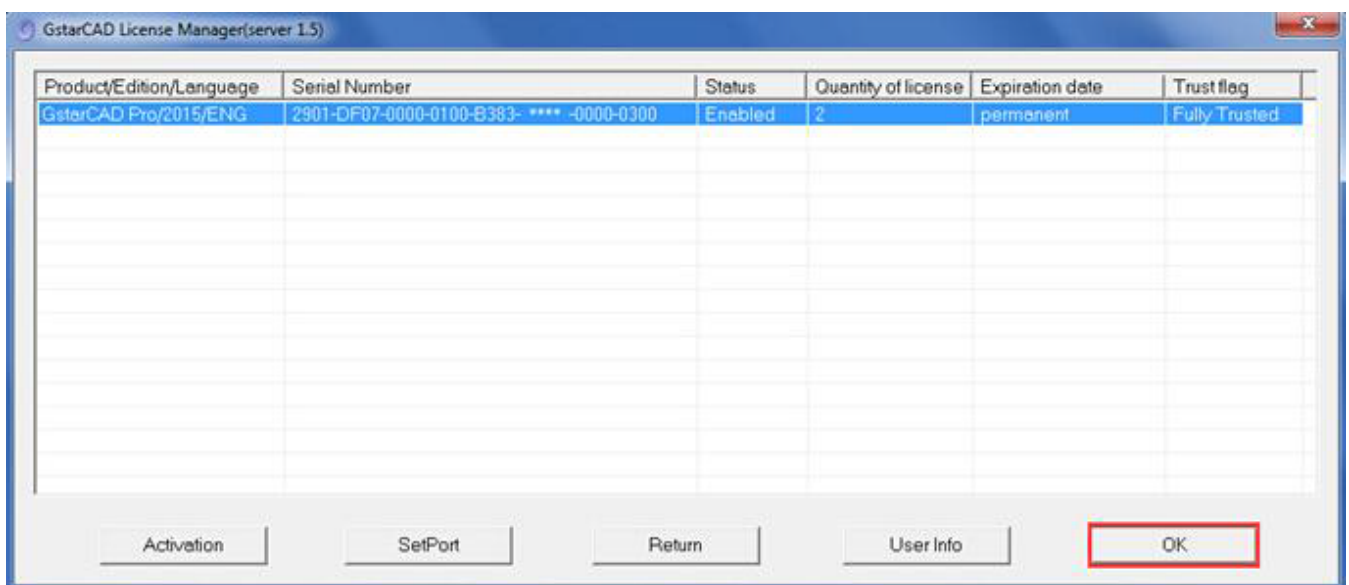 GstarCAD License Manager(server 1.5)
Product/Edition/Language Serial Number Status Quantity of license Expiration date Trust flag
GstarCAD Pro/2015/ENG 2901-DF07-0000-0100-B383- **** -0000-0300 Enabled 2 permanent Fully Trusted
Activation SetPort Return User Info OK